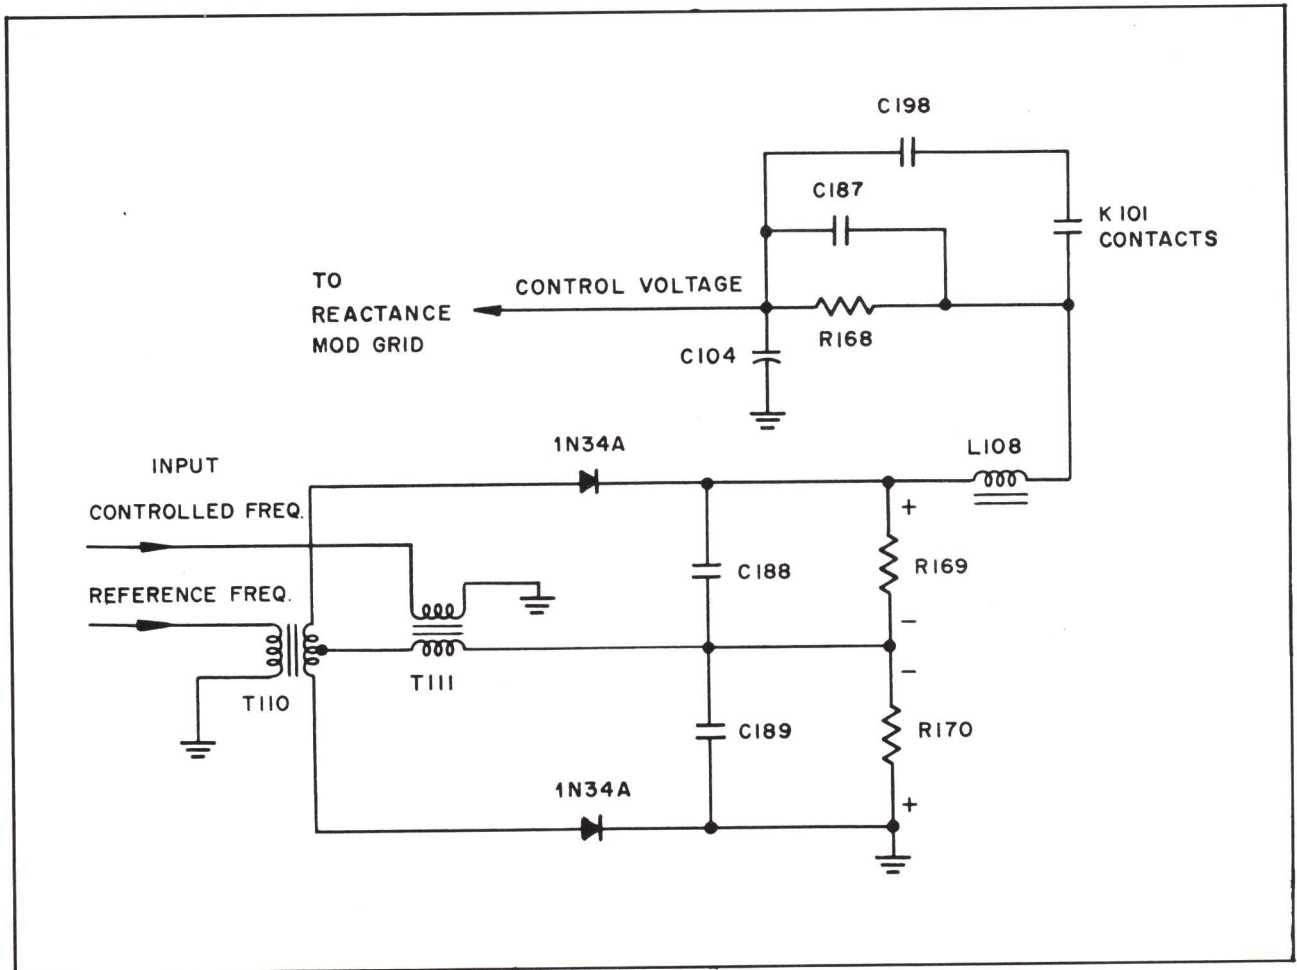 C198
C187
K101
CONTACTS
TO
REACTANCE
MOD GRID
CONTROL VOLTAGE
R168
C104
1N34A
L108
INPUT
CONTROLLED FREQ.
REFERENCE FREQ.
+
C188
R169
-
-
T110
T111
C189
R170
1N34A
+